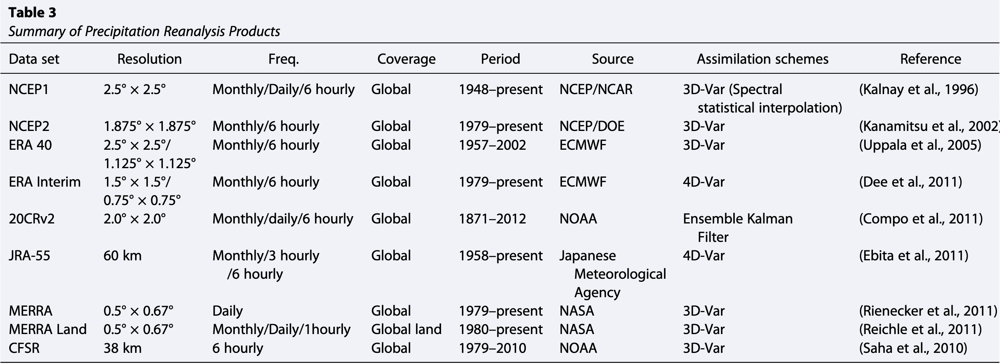 Table 3
Summary of Precipitation Reanalysis Products
Data set Resolution Freq. Coverage Period Source Assimilation schemes Reference
NCEP1 2.5° × 2.5° Monthly/Daily/6 hourly Global 1948–present NCEP/NCAR 3D-Var (Spectral (Kalnay et al., 1996)
statistical interpolation)
NCEP2 1.875° × 1.875° Monthly/6 hourly Global 1979–present NCEP/DOE 3D-Var (Kanamitsu et al., 2002)
ERA 40 2.5° × 2.5°/ Monthly/6 hourly Global 1957–2002 ECMWF 3D-Var (Uppala et al., 2005)
1.125° × 1.125°
ERA Interim 1.5° × 1.5°/ Monthly/6 hourly Global 1979–present ECMWF 4D-Var (Dee et al., 2011)
0.75° × 0.75°
20CRv2 2.0° × 2.0° Monthly/daily/6 hourly Global 1871–2012 NOAA Ensemble Kalman (Compo et al., 2011)
Filter
JRA-55 60 km Monthly/3 hourly Global 1958–present Japanese 4D-Var (Ebita et al., 2011)
/6 hourly Meteorological
Agency
MERRA 0.5° × 0.67° Daily Global 1979–present NASA 3D-Var (Rienecker et al., 2011)
MERRA Land 0.5° × 0.67° Monthly/Daily/1hourly Global land 1980–present NASA 3D-Var (Reichle et al., 2011)
CFSR 38 km 6 hourly Global 1979–2010 NOAA 3D-Var (Saha et al., 2010)